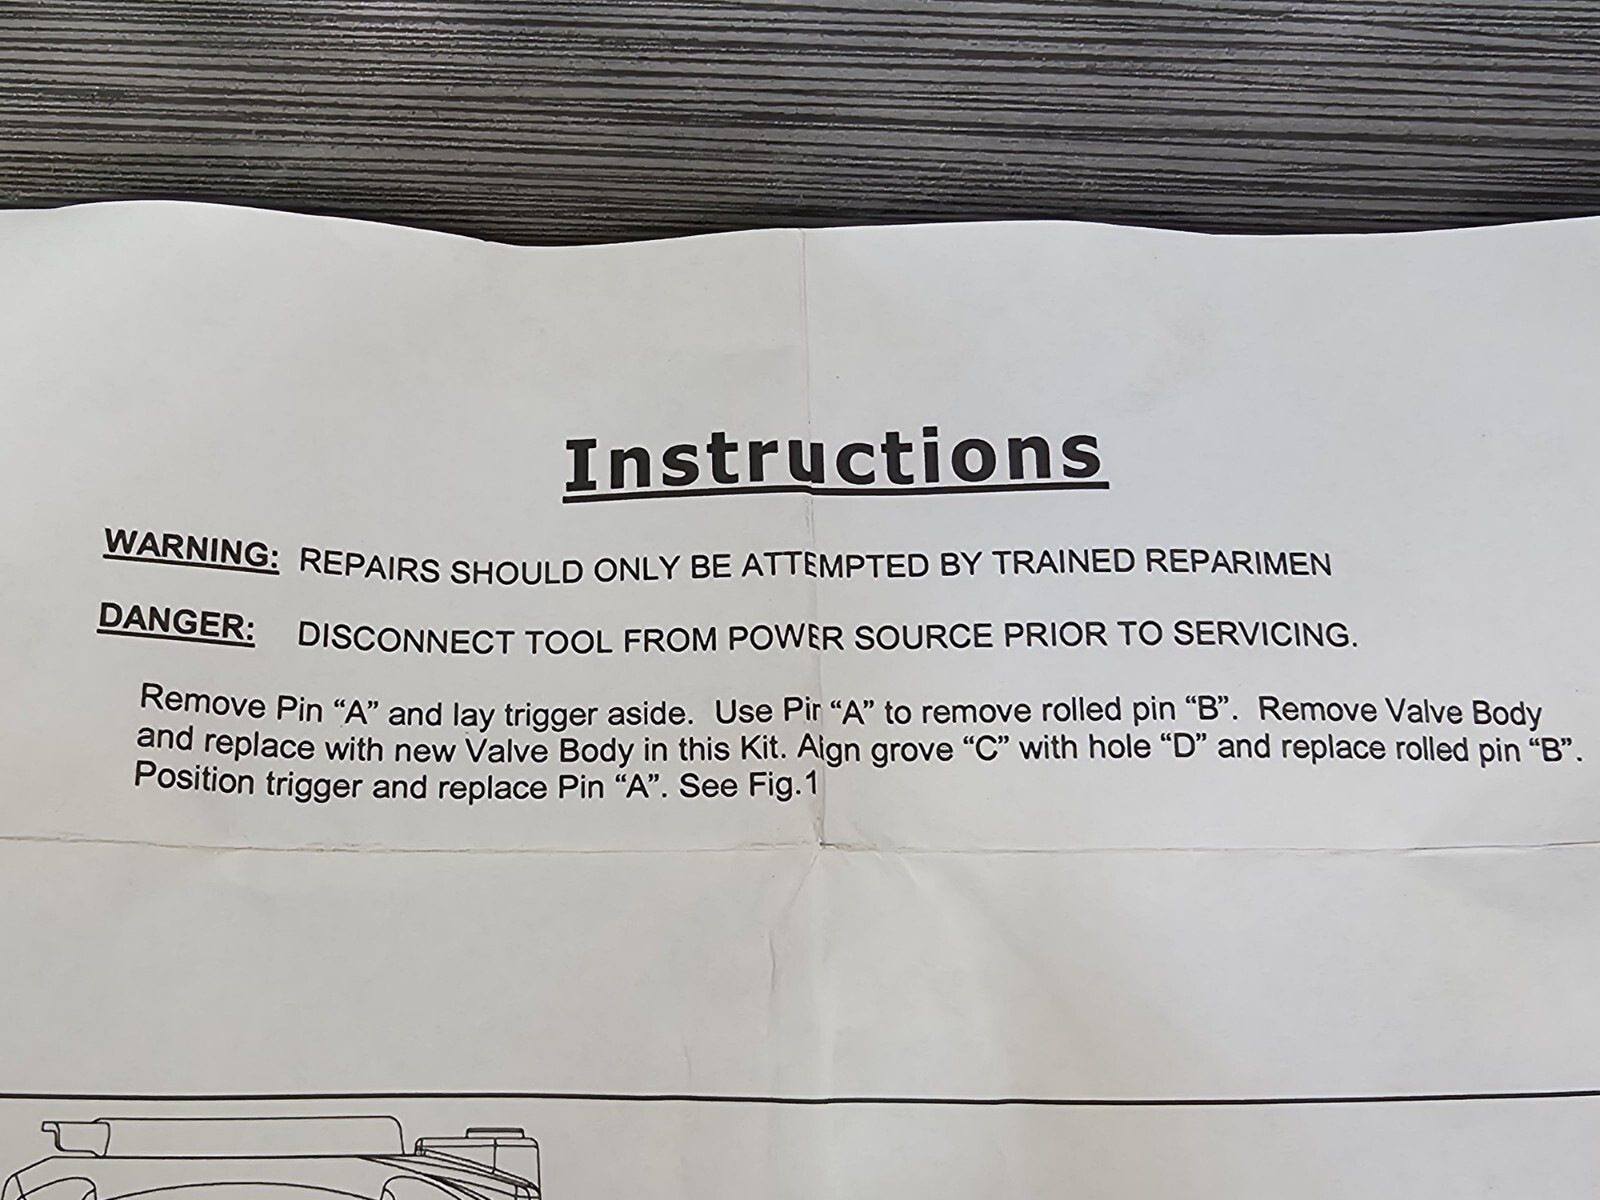 Instructions
WARNING: REPAIRS SHOULD ONLY BE ATTEMPTED BY TRAINED REPARIMEN
DANGER: DISCONNECT TOOL FROM POWER SOURCE PRIOR TO SERVICING.
Remove Pin “A” and lay trigger aside. Use Pin “A” to remove rolled pin “B”. Remove Valve Body
and replace with new Valve Body in this Kit. Align grove “C” with hole “D” and replace rolled pin “B”.
Position trigger and replace Pin “A”. See Fig.1